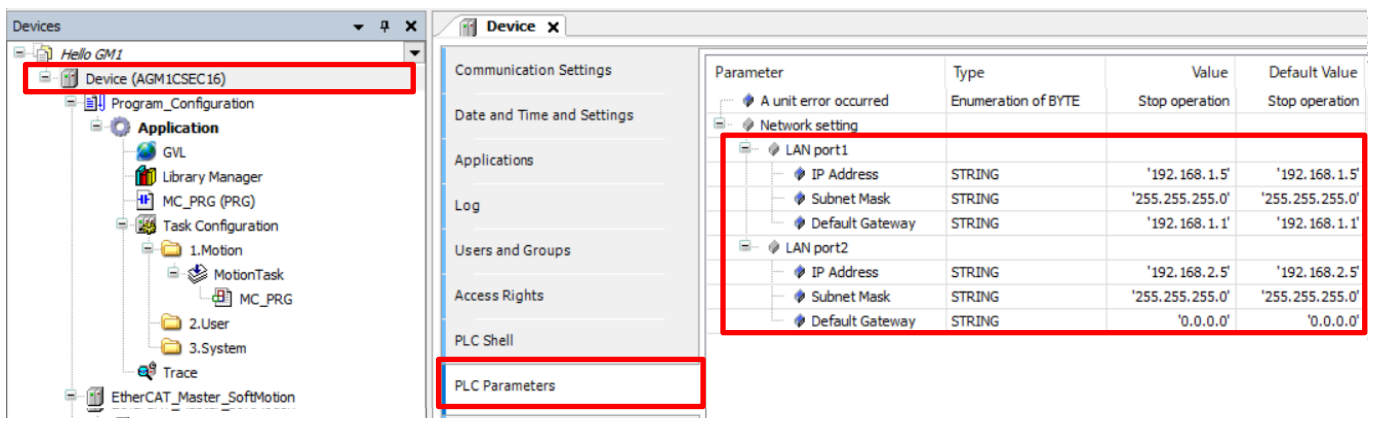 Devices
Hello GM1
Device (AGM1CSEC16)
Program_Configuration
Application
GVL
Library Manager
MC_PRG (PRG)
Task Configuration
1.Motion
MotionTask
MC_PRG
2.User
3.System
Trace
EtherCAT_Master_SoftMotion
Device
Communication Settings
Date and Time and Settings
Applications
Log
Users and Groups
Access Rights
PLC Shell
PLC Parameters
Parameter Type Value Default Value
A unit error occurred Enumeration of BYTE Stop operation Stop operation
Network setting
LAN port1
IP Address STRING '192.168.1.5' '192.168.1.5'
Subnet Mask STRING '255.255.255.0' '255.255.255.0'
Default Gateway STRING '192.168.1.1' '192.168.1.1'
LAN port2
IP Address STRING '192.168.2.5' '192.168.2.5'
Subnet Mask STRING '255.255.255.0' '255.255.255.0'
Default Gateway STRING '0.0.0.0' '0.0.0.0'